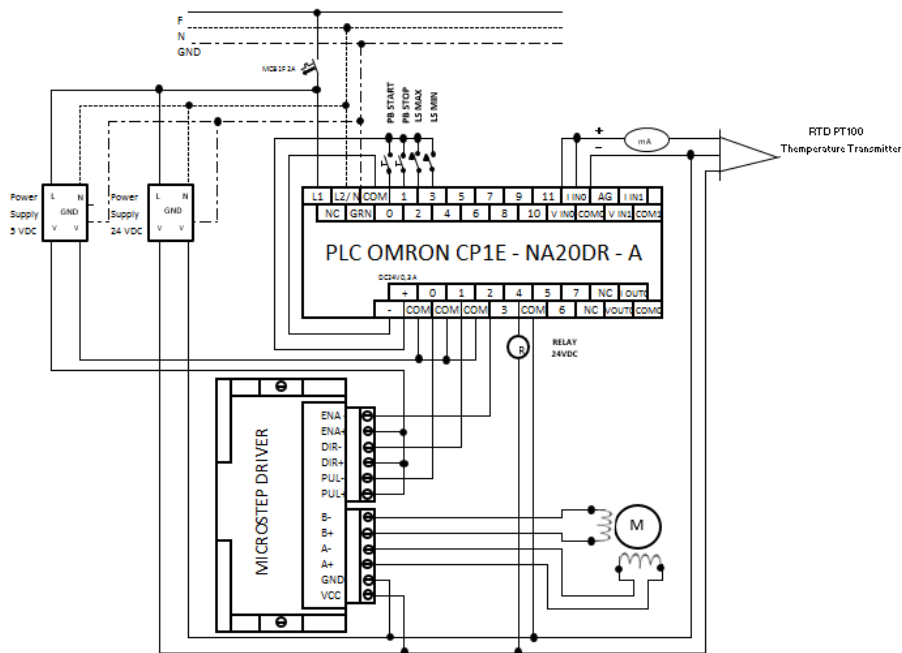 F
N
GND
MCB 1F 2A
PB START
PB STOP
LS MAX
LS MIN
+
−
mA
RTD PT100
Themperature Transmitter
Power Supply 5 VDC
L N
GND
V V
Power Supply 24 VDC
L N
GND
V V
L1 L2/N COM 1 3 5 7 9 11 I IN0 AG I IN1
NC GRN 0 2 4 6 8 10 V IN0 COM0 V IN1 COM1
PLC OMRON CP1E - NA20DR - A
DC24V0,3A
+ 0 1 2 4 5 7 NC I OUT0
- COM COM COM 3 COM 6 NC VOUT0 COM0
R
RELAY
24VDC
MICROSTEP DRIVER
ENA-
ENA+
DIR-
DIR+
PUL-
PUL+
B-
B+
A-
A+
GND
VCC
M